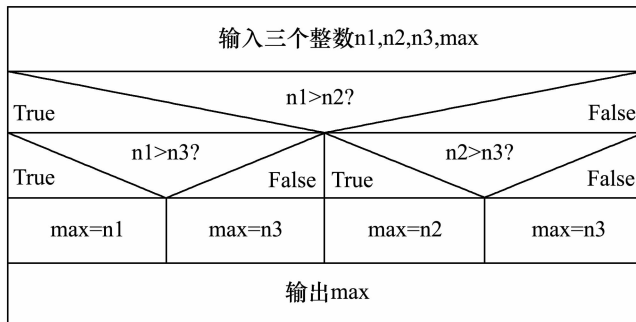 输入三个整数n1,n2,n3,max
n1>n2?
True
False
n1>n3?
n2>n3?
True
False
True
False
max=n1
max=n3
max=n2
max=n3
输出max